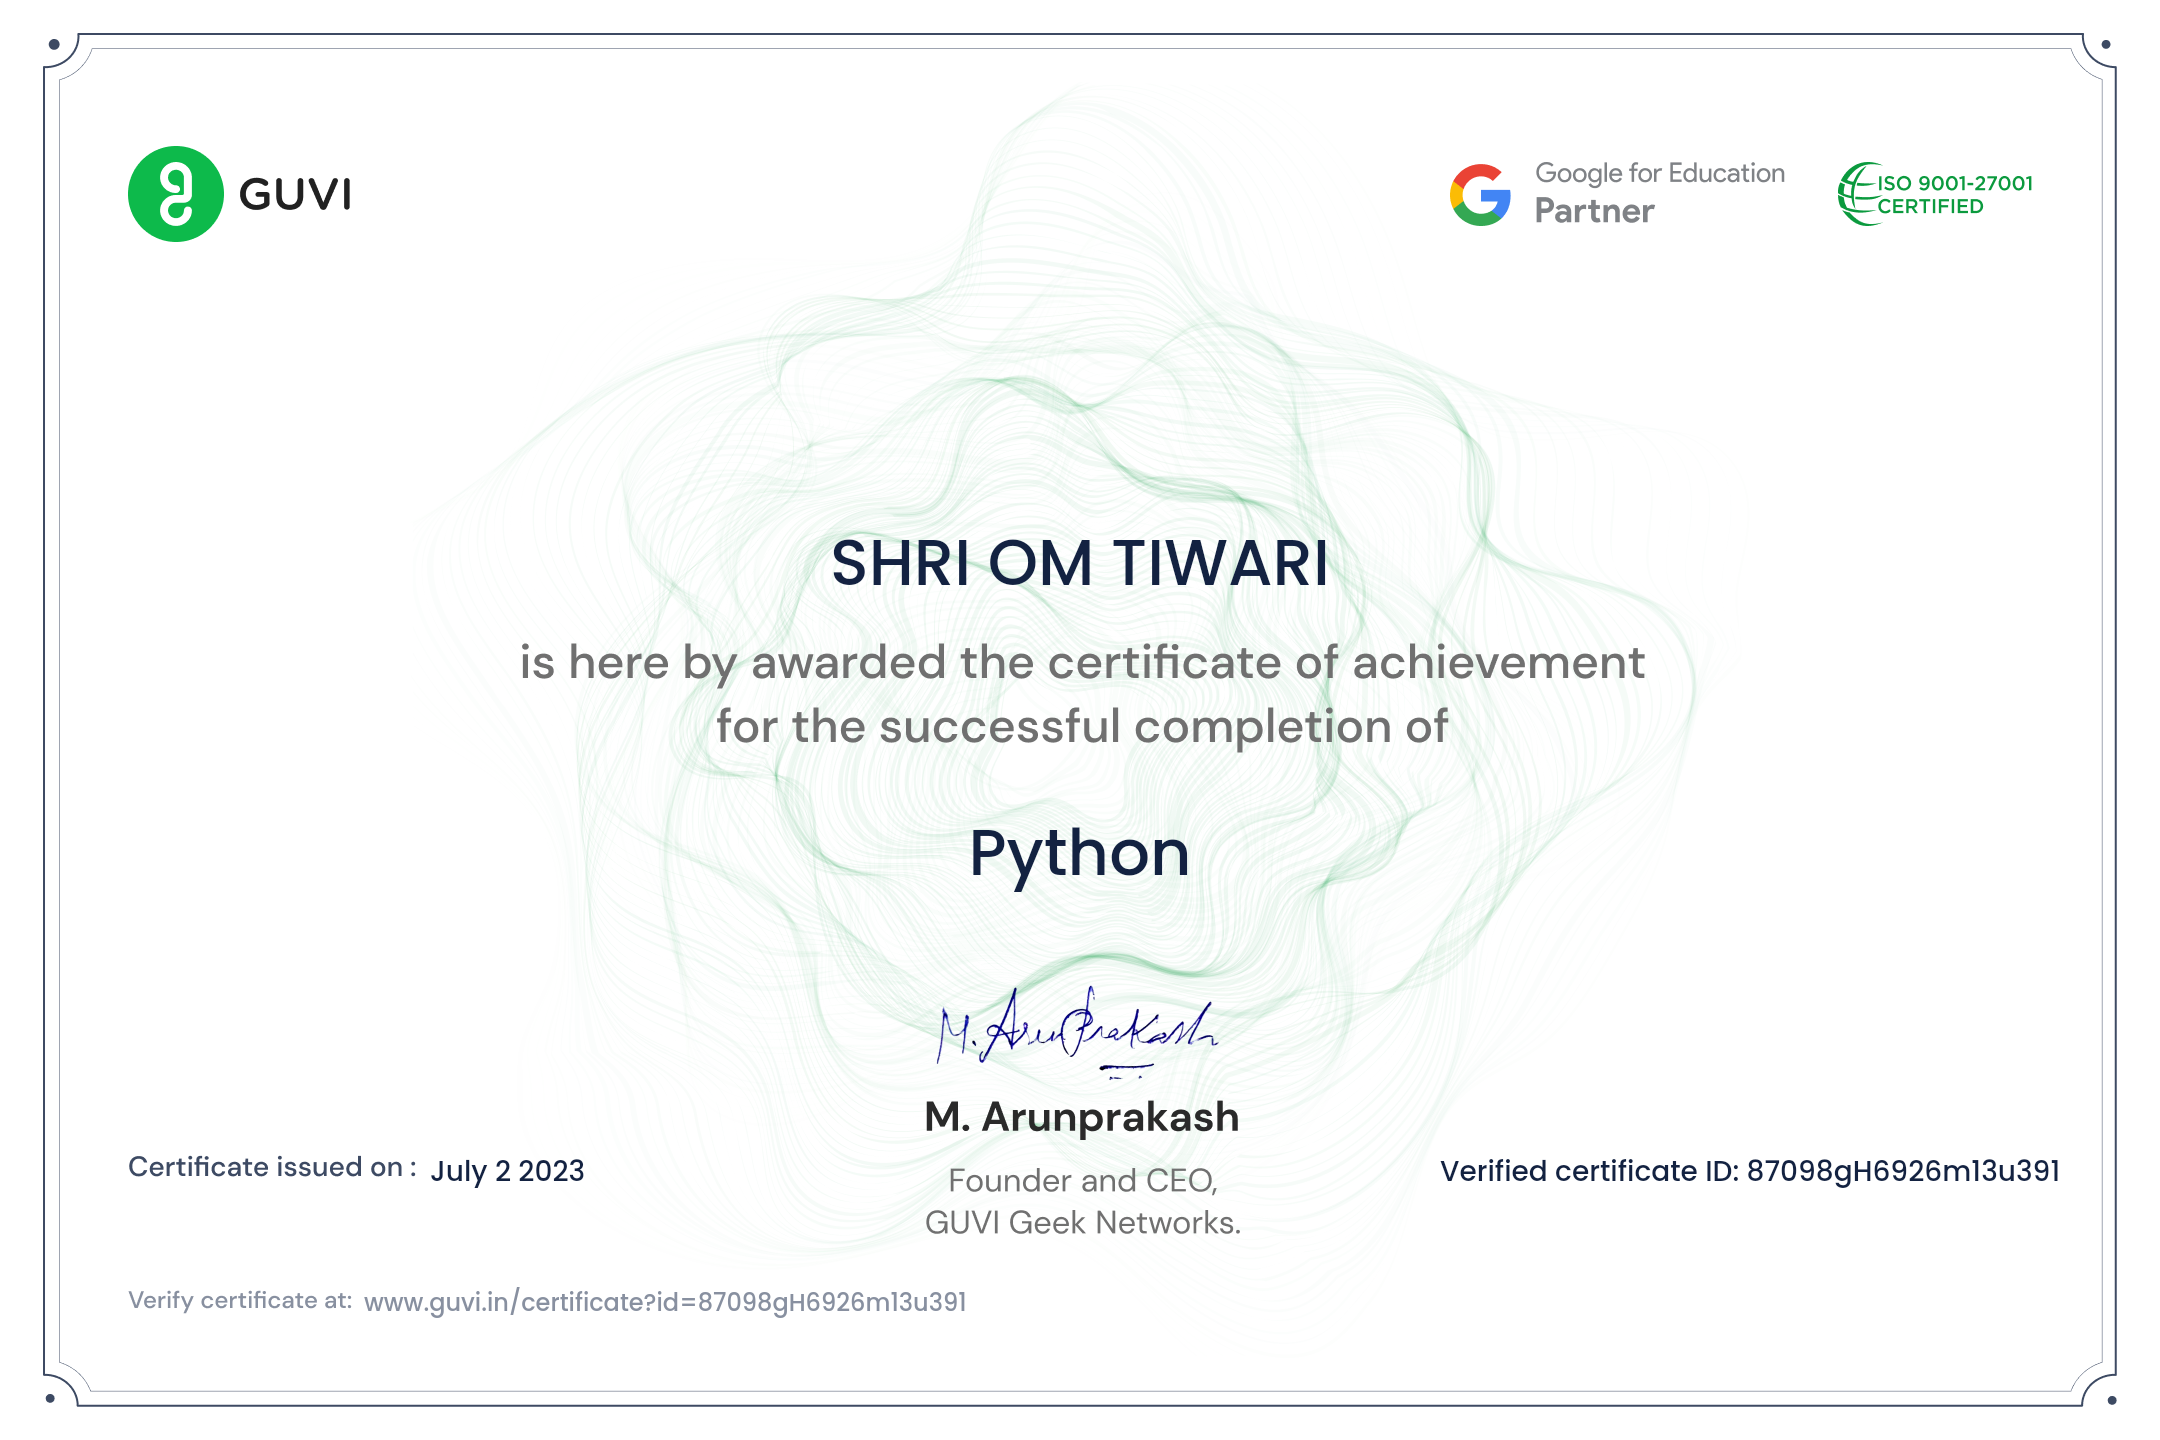 GUVI
Google for Education
Partner
ISO 9001-27001
CERTIFIED
SHRI OM TIWARI
is here by awarded the certificate of achievement
for the successful completion of
Python
M. ArunPrakash
M. Arunprakash
Founder and CEO,
GUVI Geek Networks.
Certificate issued on : July 2 2023
Verified certificate ID: 87098gH6926m13u391
Verify certificate at: www.guvi.in/certificate?id=87098gH6926m13u391